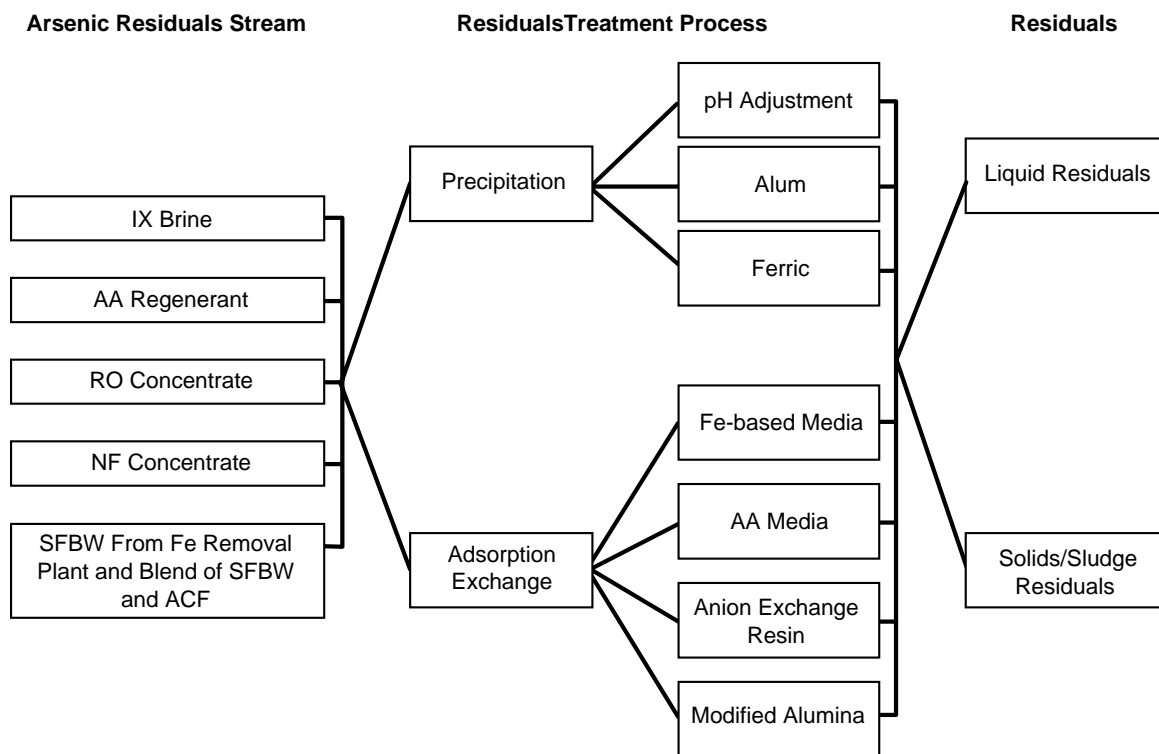 Arsenic Residuals Stream
ResidualsTreatment Process
Residuals
IX Brine
AA Regenerant
RO Concentrate
NF Concentrate
SFBW From Fe Removal
Plant and Blend of SFBW
and ACF
Precipitation
Adsorption
Exchange
pH Adjustment
Alum
Ferric
Fe-based Media
AA Media
Anion Exchange
Resin
Modified Alumina
Liquid Residuals
Solids/Sludge
Residuals